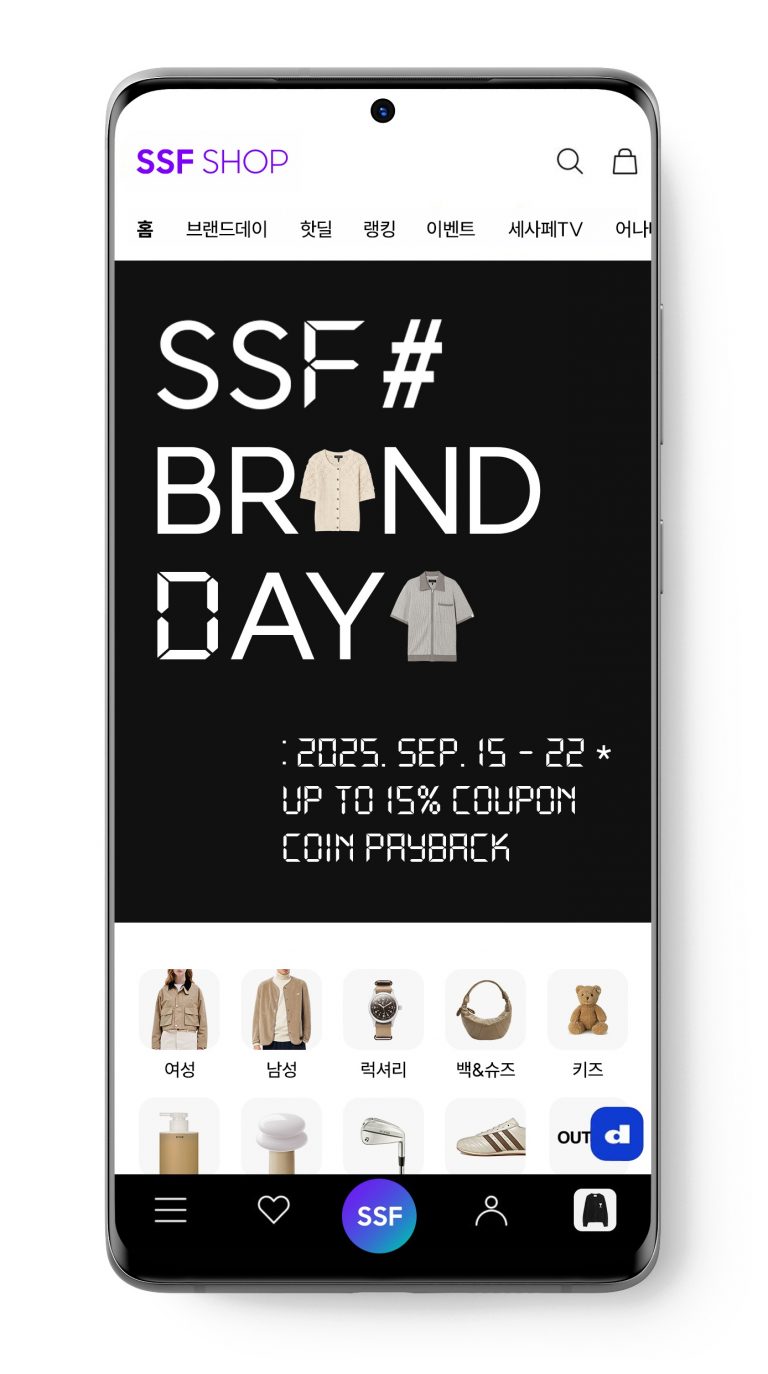 SSF SHOP
홈 브랜드데이 핫딜 랭킹 이벤트 세사페TV 어나
SSF #
BRAND
DAY
: 2025. SEP. 15 - 22 *
UP TO 15% COUPON
COIN PAYBACK
여성 남성 럭셔리 백&슈즈 키즈
OUT d
SSF